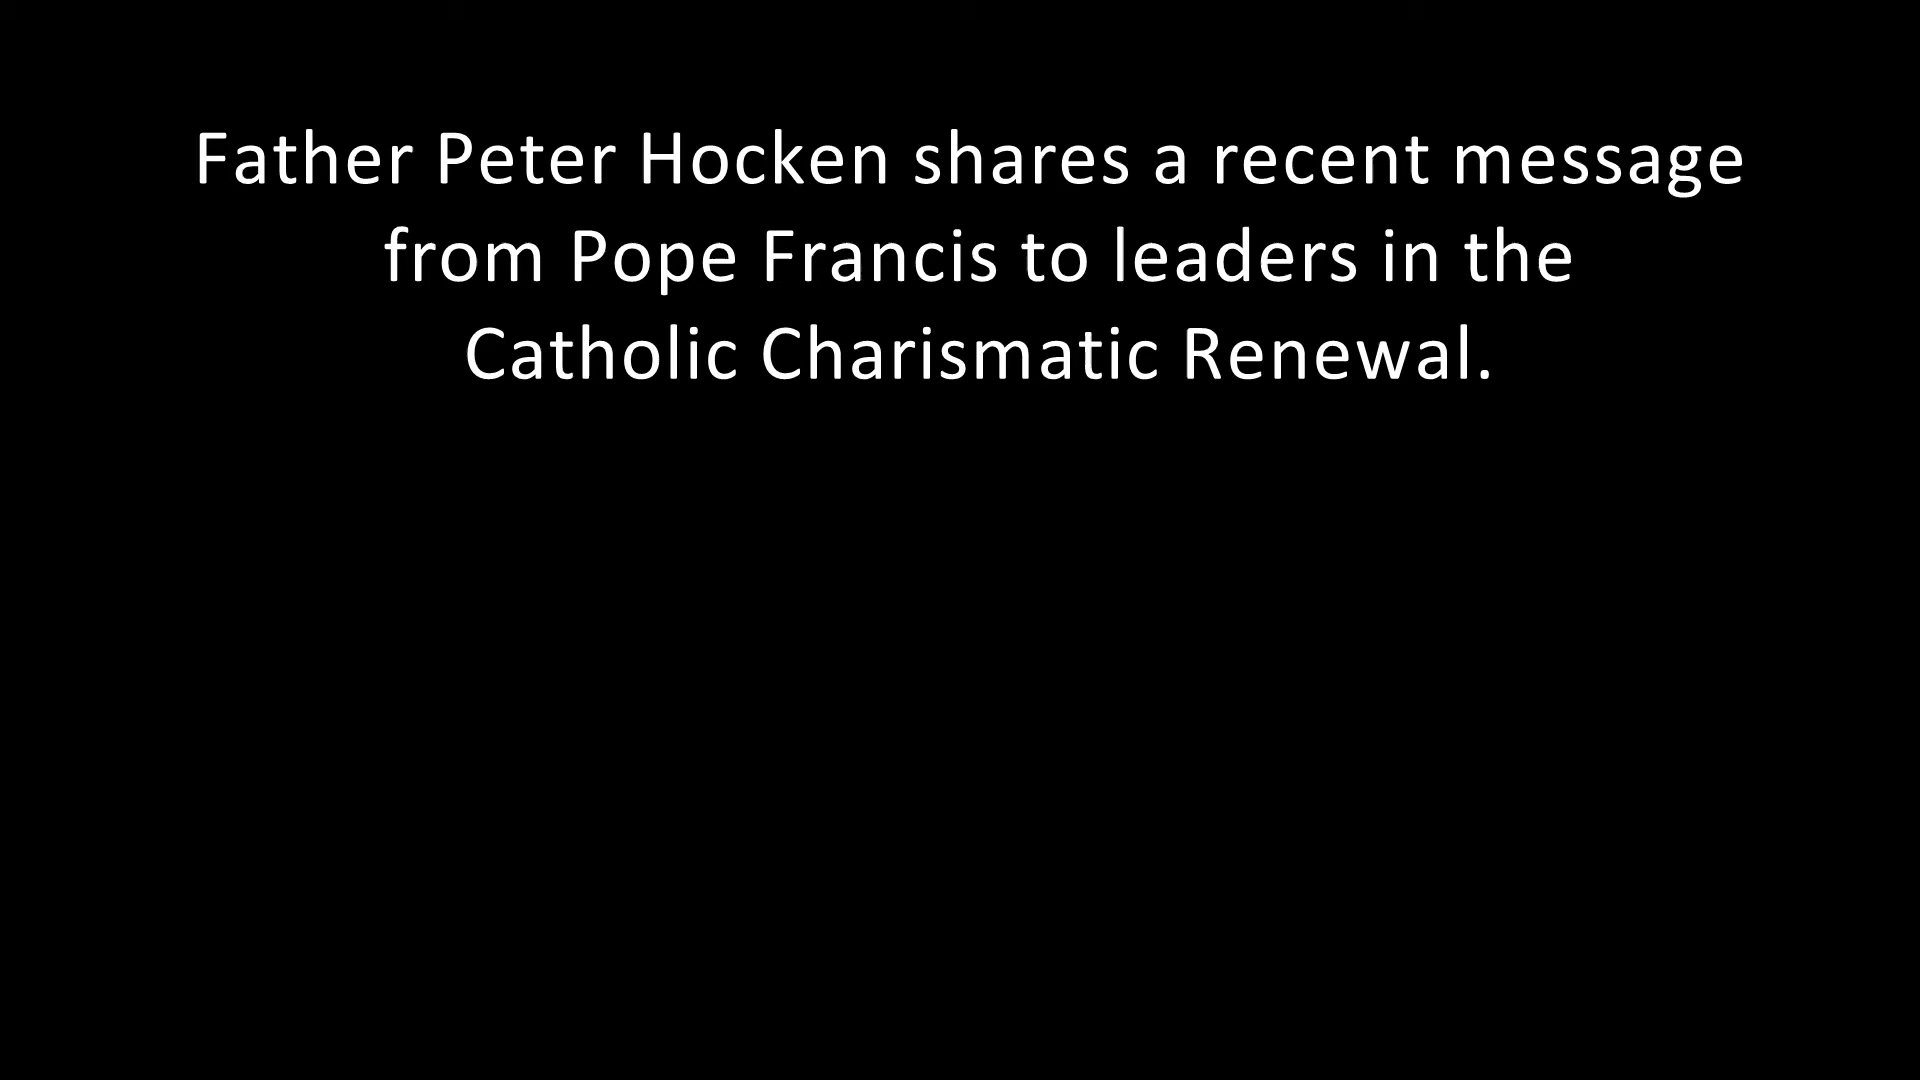 Father Peter Hocken shares a recent message
from Pope Francis to leaders in the
Catholic Charismatic Renewal.